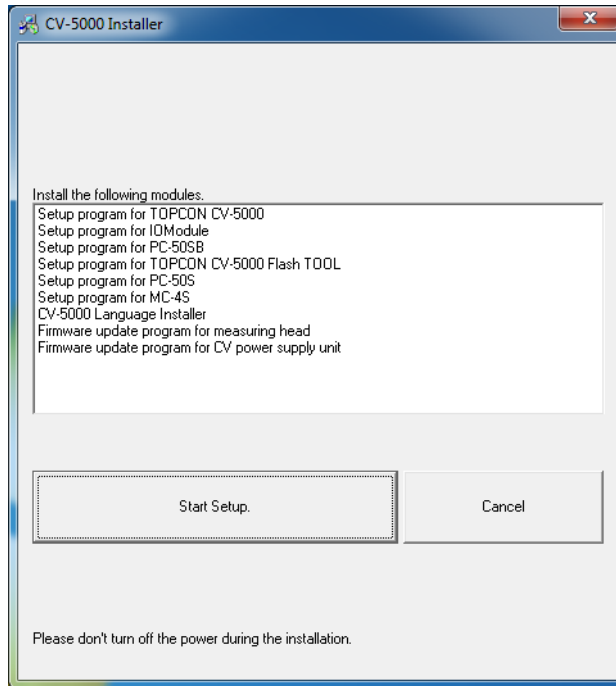 CV-5000 Installer
Install the following modules.
Setup program for TOPCON CV-5000
Setup program for IOModule
Setup program for PC-50SB
Setup program for TOPCON CV-5000 Flash TOOL
Setup program for PC-50S
Setup program for MC-4S
CV-5000 Language Installer
Firmware update program for measuring head
Firmware update program for CV power supply unit
Start Setup.
Cancel
Please don't turn off the power during the installation.